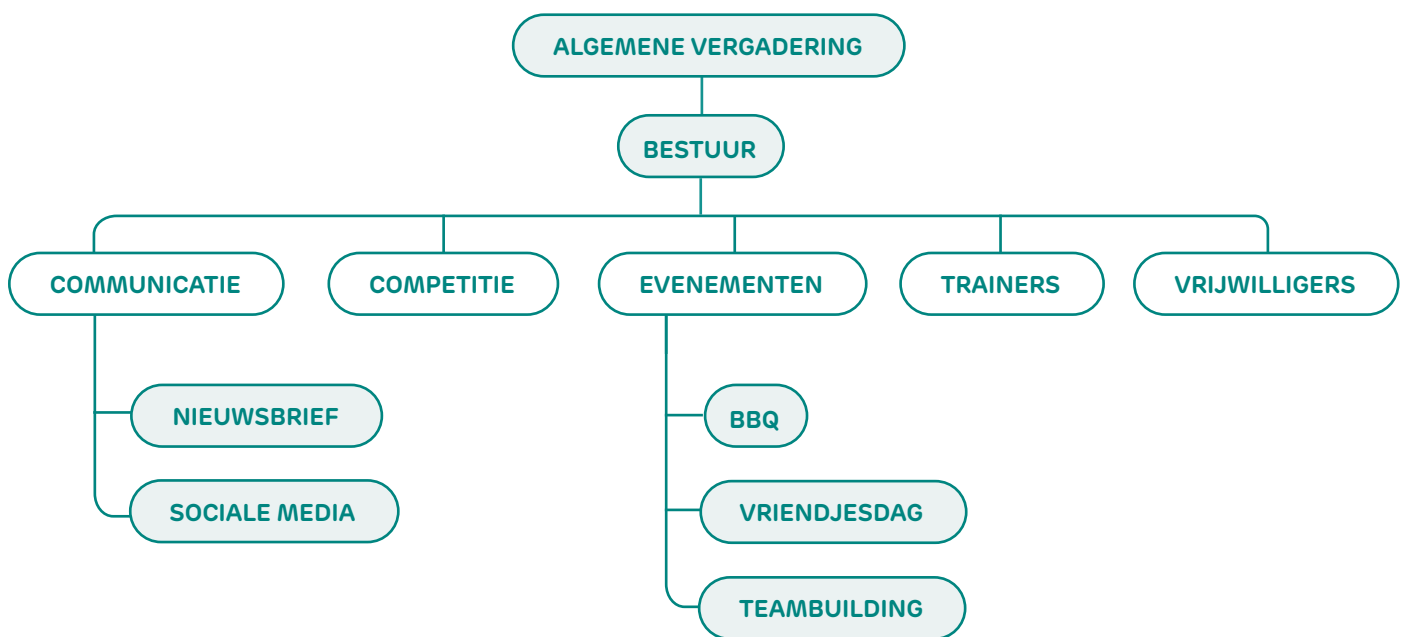 ALGEMENE VERGADERING
BESTUUR
COMMUNICATIE
COMPETITIE
EVENEMENTEN
TRAINERS
VRIJWILLIGERS
NIEUWSBRIEF
SOCIALE MEDIA
BBQ
VRIENDJESDAG
TEAMBUILDING